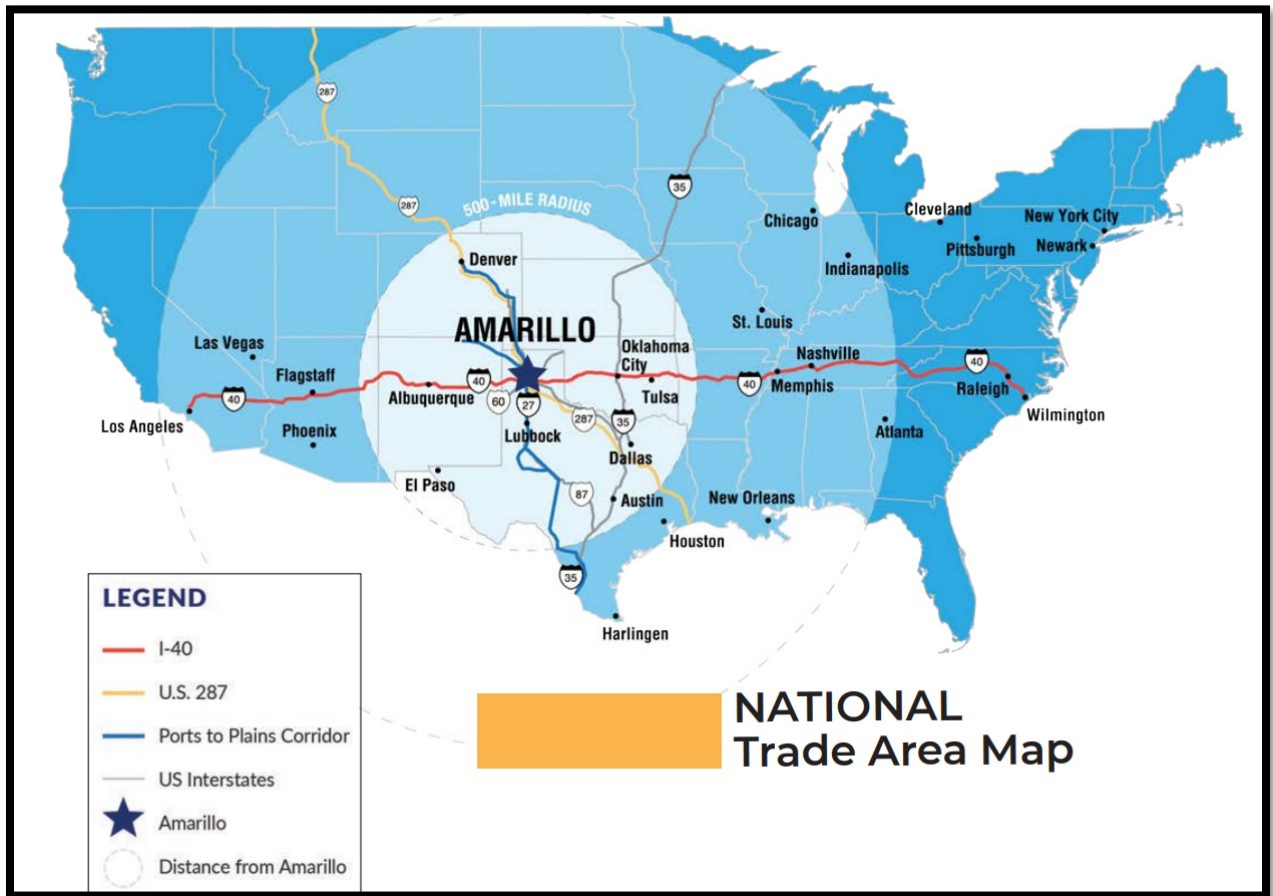 287
35
500-MILE RADIUS
287
Chicago
Cleveland
New York City
Pittsburgh
Newark
Indianapolis
Denver
AMARILLO
St. Louis
Las Vegas
Oklahoma
City
Nashville
Flagstaff
40
Albuquerque
40
60
27
Tulsa
40
Memphis
40
Raleigh
Wilmington
Los Angeles
Phoenix
Lubbock
287
35
Dallas
Atlanta
El Paso
87
Austin
New Orleans
Houston
35
Harlingen
LEGEND
I-40
U.S. 287
Ports to Plains Corridor
US Interstates
Amarillo
Distance from Amarillo
NATIONAL
Trade Area Map